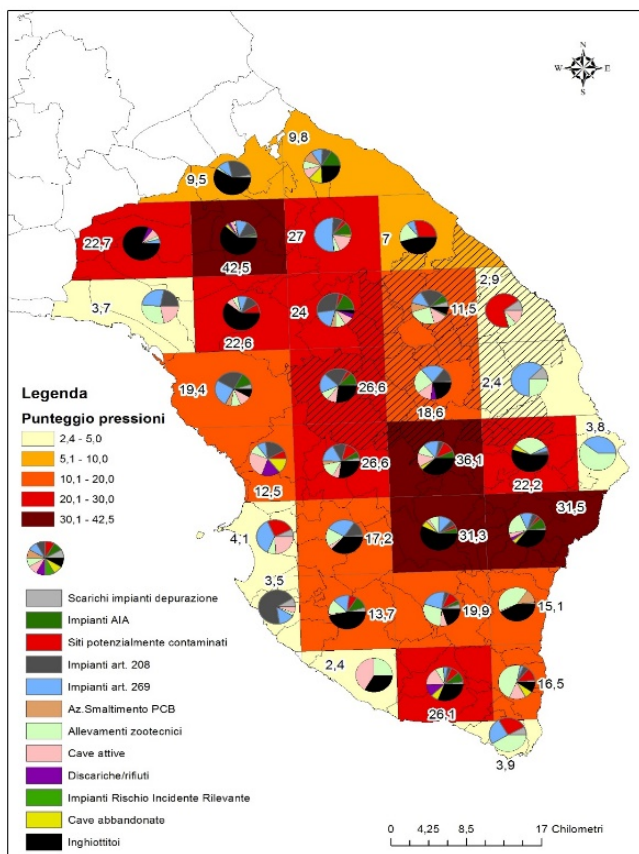 N
W E
S
9,8
9,5
22,7
42,5
27
7
3,7
22,6
24
11,5
2,9
19,4
26,6
18,6
2,4
12,5
26,6
36,1
22,2
3,8
4,1
17,2
31,3
31,5
3,5
13,7
19,9
15,1
2,4
26,1
16,5
3,9
Legenda
Punteggio pressioni
2,4 - 5,0
5,1 - 10,0
10,1 - 20,0
20,1 - 30,0
30,1 - 42,5
Scarichi impianti depurazione
Impianti AIA
Siti potenzialmente contaminati
Impianti art. 208
Impianti art. 269
Az.Smaltimento PCB
Allevamenti zootecnici
Cave attive
Discariche/rifiuti
Impianti Rischio Incidente Rilevante
Cave abbandonate
Inghiottitoi
0 4,25 8,5 17 Chilometri